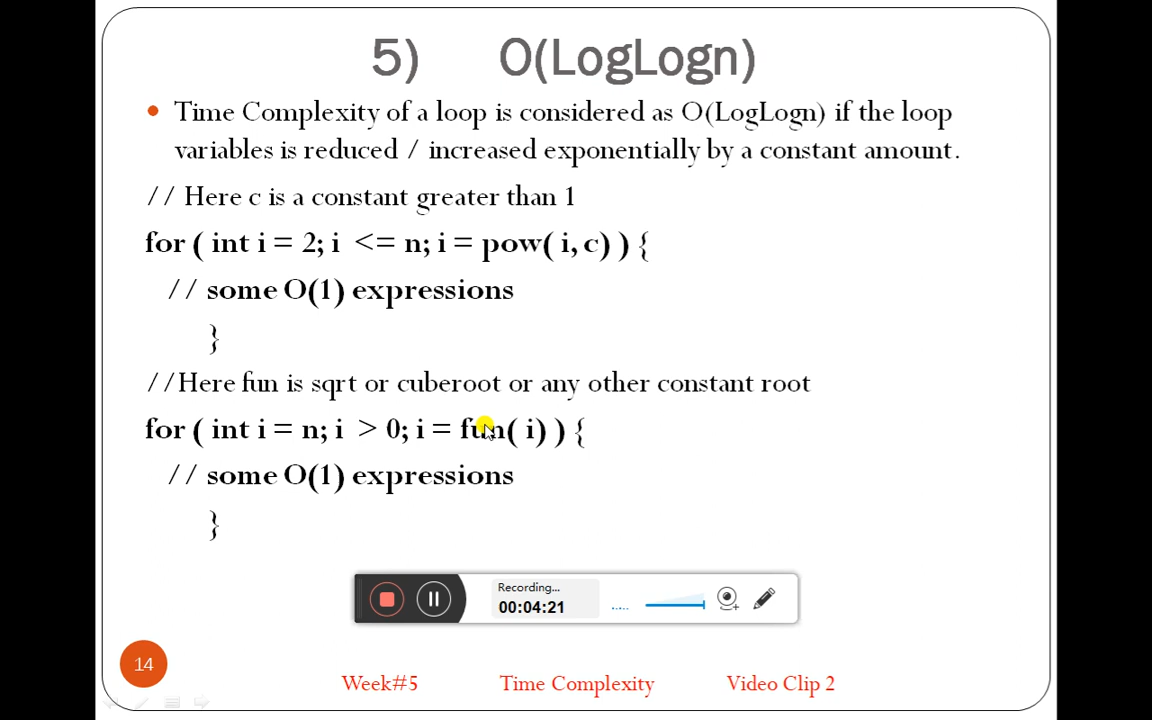 5) O(LogLogn)
Time Complexity of a loop is considered as O(LogLogn) if the loop
variables is reduced / increased exponentially by a constant amount.
// Here c is a constant greater than 1
for ( int i = 2; i <= n; i = pow( i, c) ) {
// some O(1) expressions
}
//Here fun is sqrt or cuberoot or any other constant root
for ( int i = n; i > 0; i = fun( i) ) {
// some O(1) expressions
}
Recording...
00:04:21
14
Week#5 Time Complexity Video Clip 2